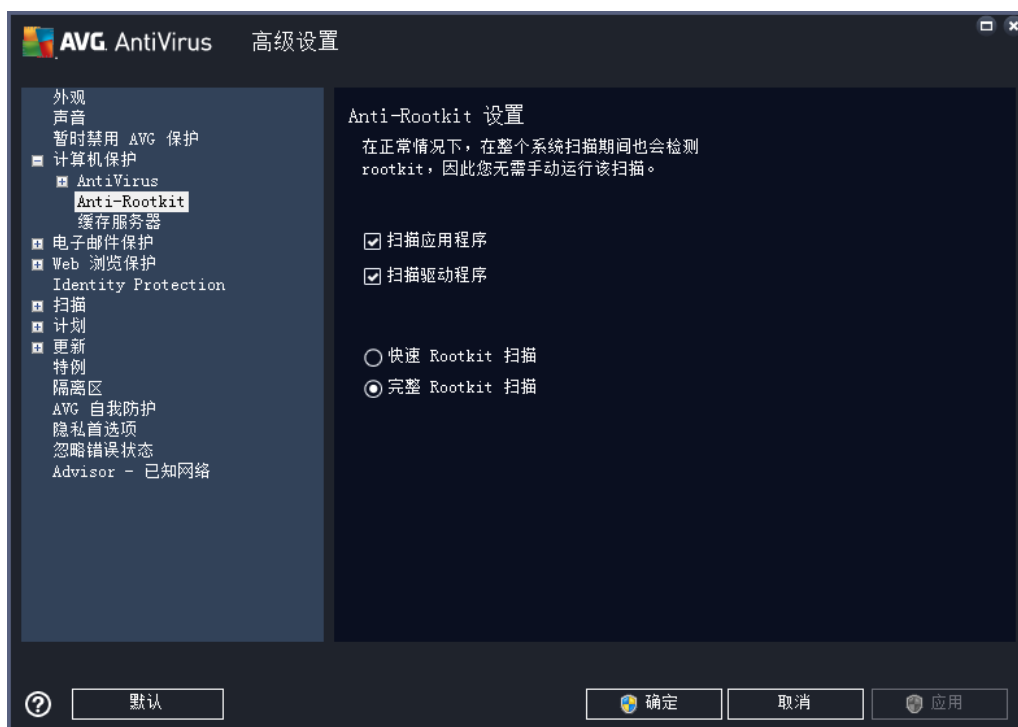 AVG. AntiVirus 高级设置
外观
声音
暂时禁用 AVG 保护
计算机保护
AntiVirus
Anti-Rootkit
缓存服务器
电子邮件保护
Web 浏览保护
Identity Protection
扫描
计划
更新
特例
隔离区
AVG 自我防护
隐私首选项
忽略错误状态
Advisor - 已知网络
Anti-Rootkit 设置
在正常情况下，在整个系统扫描期间也会检测
rootkit，因此您无需手动运行该扫描。
扫描应用程序
扫描驱动程序
快速 Rootkit 扫描
完整 Rootkit 扫描
? 默认 确定 取消 应用